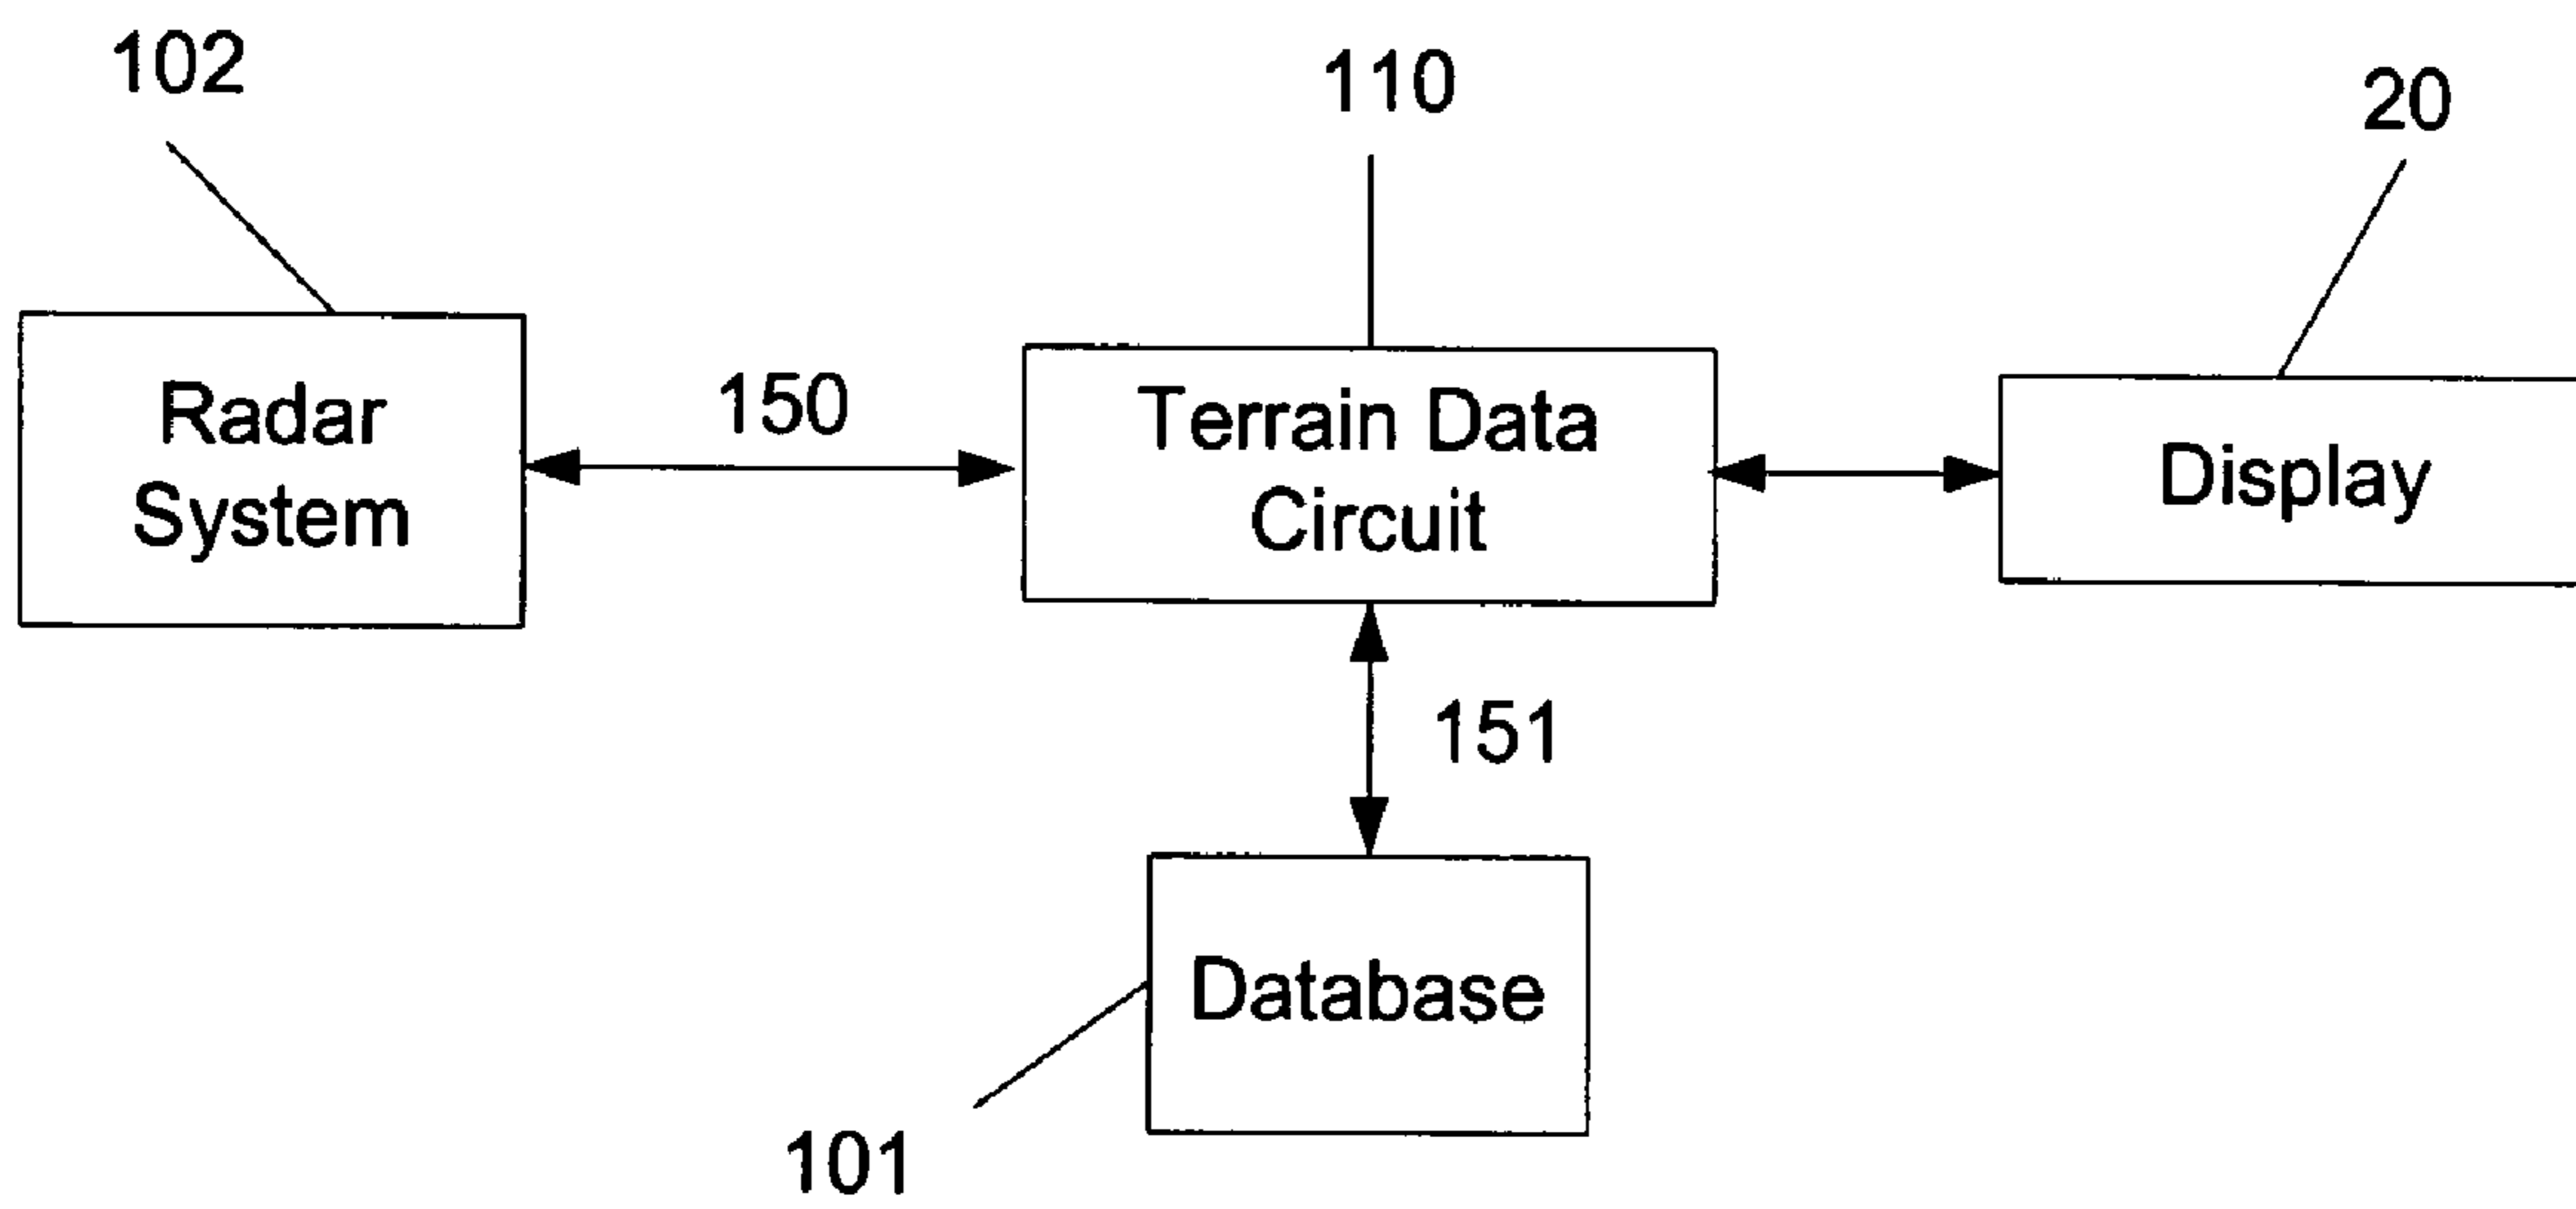 102
110
20
Radar
System
150
Terrain Data
Circuit
Display
151
Database
101